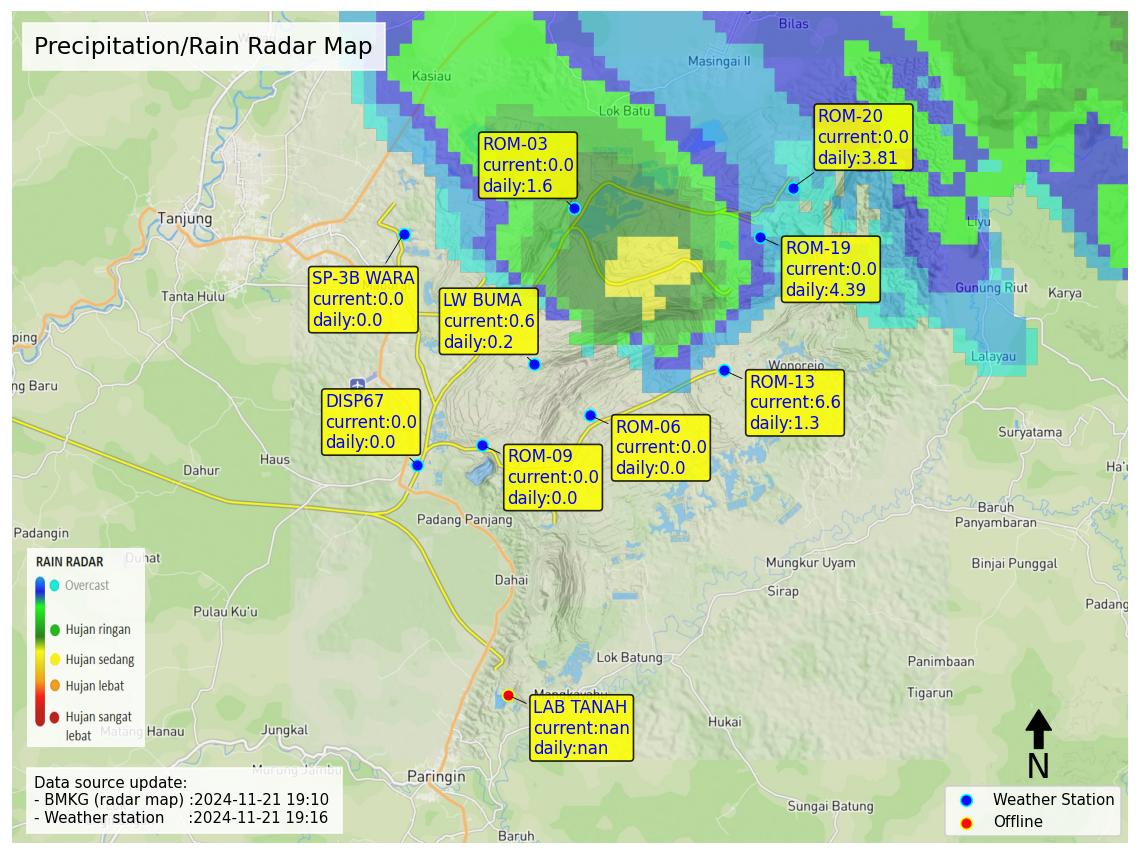 Precipitation/Rain Radar Map
Bilas
Masingai II
Kasiau
Lok Batu
ROM-20
current:0.0
daily:3.81
ROM-03
current:0.0
daily:1.6
Tanjung
Liyu
ROM-19
current:0.0
daily:4.39
SP-3B WARA
current:0.0
daily:0.0
Tanta Hulu
LW BUMA
current:0.6
daily:0.2
Gunung Riut
Karya
ping
Lalayau
Wonorejo
ng Baru
ROM-13
current:6.6
daily:1.3
DISP67
current:0.0
daily:0.0
ROM-06
current:0.0
daily:0.0
Suryatama
Haus
Dahur
ROM-09
current:0.0
daily:0.0
Ha'u
Padang Panjang
Baruh
Panyambaran
Padangin
Duhat
Mungkur Uyam
Binjai Punggal
RAIN RADAR
Overcast
Hujan ringan
Hujan sedang
Hujan lebat
Hujan sangat
lebat
Dahai
Sirap
Padang
Pulau Ku'u
Lok Batung
Panimbaan
Tigarun
Mangkayahu
LAB TANAH
current:nan
daily:nan
Hukai
Matang Hanau
Jungkal
Murung Jambu
Paringin
N
Data source update:
- BMKG (radar map) :2024-11-21 19:10
- Weather station :2024-11-21 19:16
Sungai Batung
Baruh
Weather Station
Offline